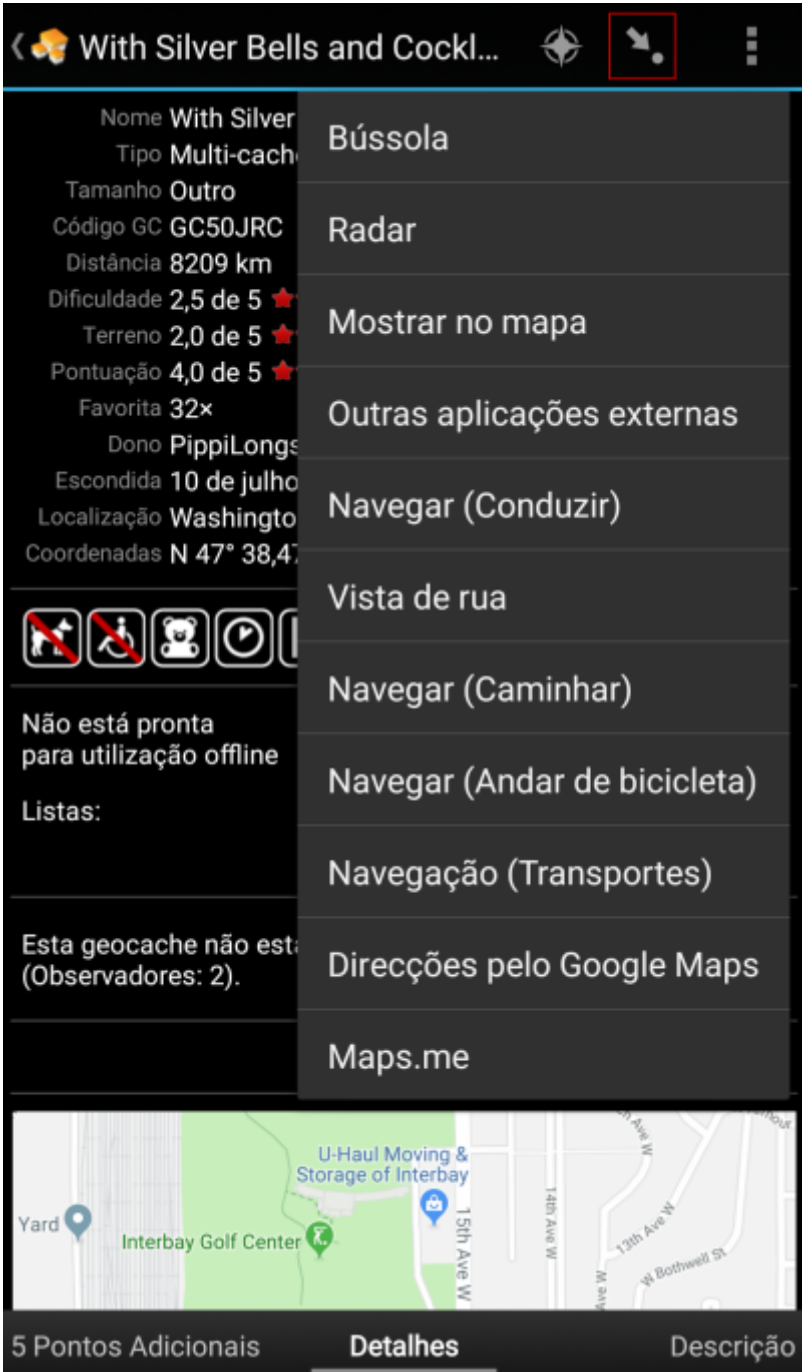 With Silver Bells and Cockl...
Nome With Silver
Tipo Multi-cach
Tamanho Outro
Código GC GC50JRC
Distância 8209 km
Dificuldade 2,5 de 5
Terreno 2,0 de 5
Pontuação 4,0 de 5
Favorita 32×
Dono PippiLongs
Escondida 10 de julho
Localização Washingto
Coordenadas N 47° 38,47
Não está pronta
para utilização offline
Listas:
Esta geocache não está
(Observadores: 2).
Bússola
Radar
Mostrar no mapa
Outras aplicações externas
Navegar (Conduzir)
Vista de rua
Navegar (Caminhar)
Navegar (Andar de bicicleta)
Navegação (Transportes)
Direcções pelo Google Maps
Maps.me
U-Haul Moving &
Storage of Interbay
Yard
Interbay Golf Center
15th Ave W
14th Ave W
13th Ave W
W Bothwell St
Ave W
5 Pontos Adicionais
Detalhes
Descrição